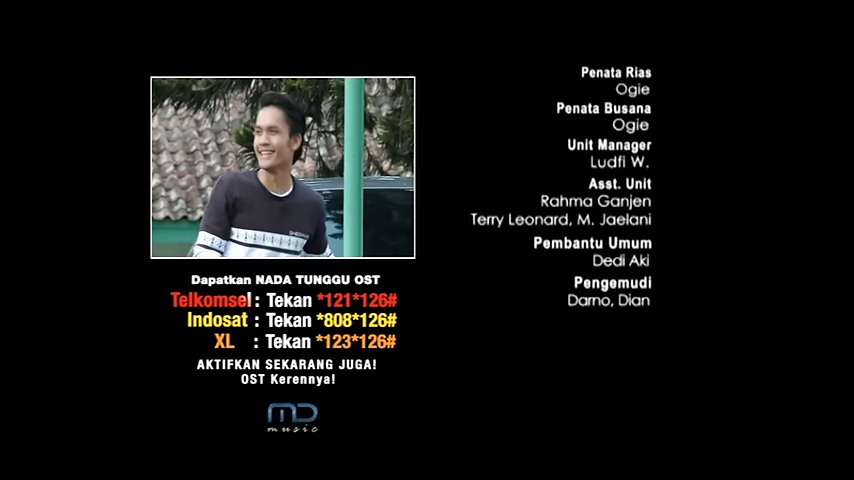 Penata Rias
Ogie
Penata Busana
Ogie
Unit Manager
Ludfi W.
Asst. Unit
Rahma Ganjen
Terry Leonard, M. Jaelani
Pembantu Umum
Dedi Aki
Pengemudi
Darno, Dian
Dapatkan NADA TUNGGU OST
Telkomsel : Tekan *121*126#
Indosat : Tekan *808*126#
XL : Tekan *123*126#
AKTIFKAN SEKARANG JUGA!
OST Kerennya!
MD
music